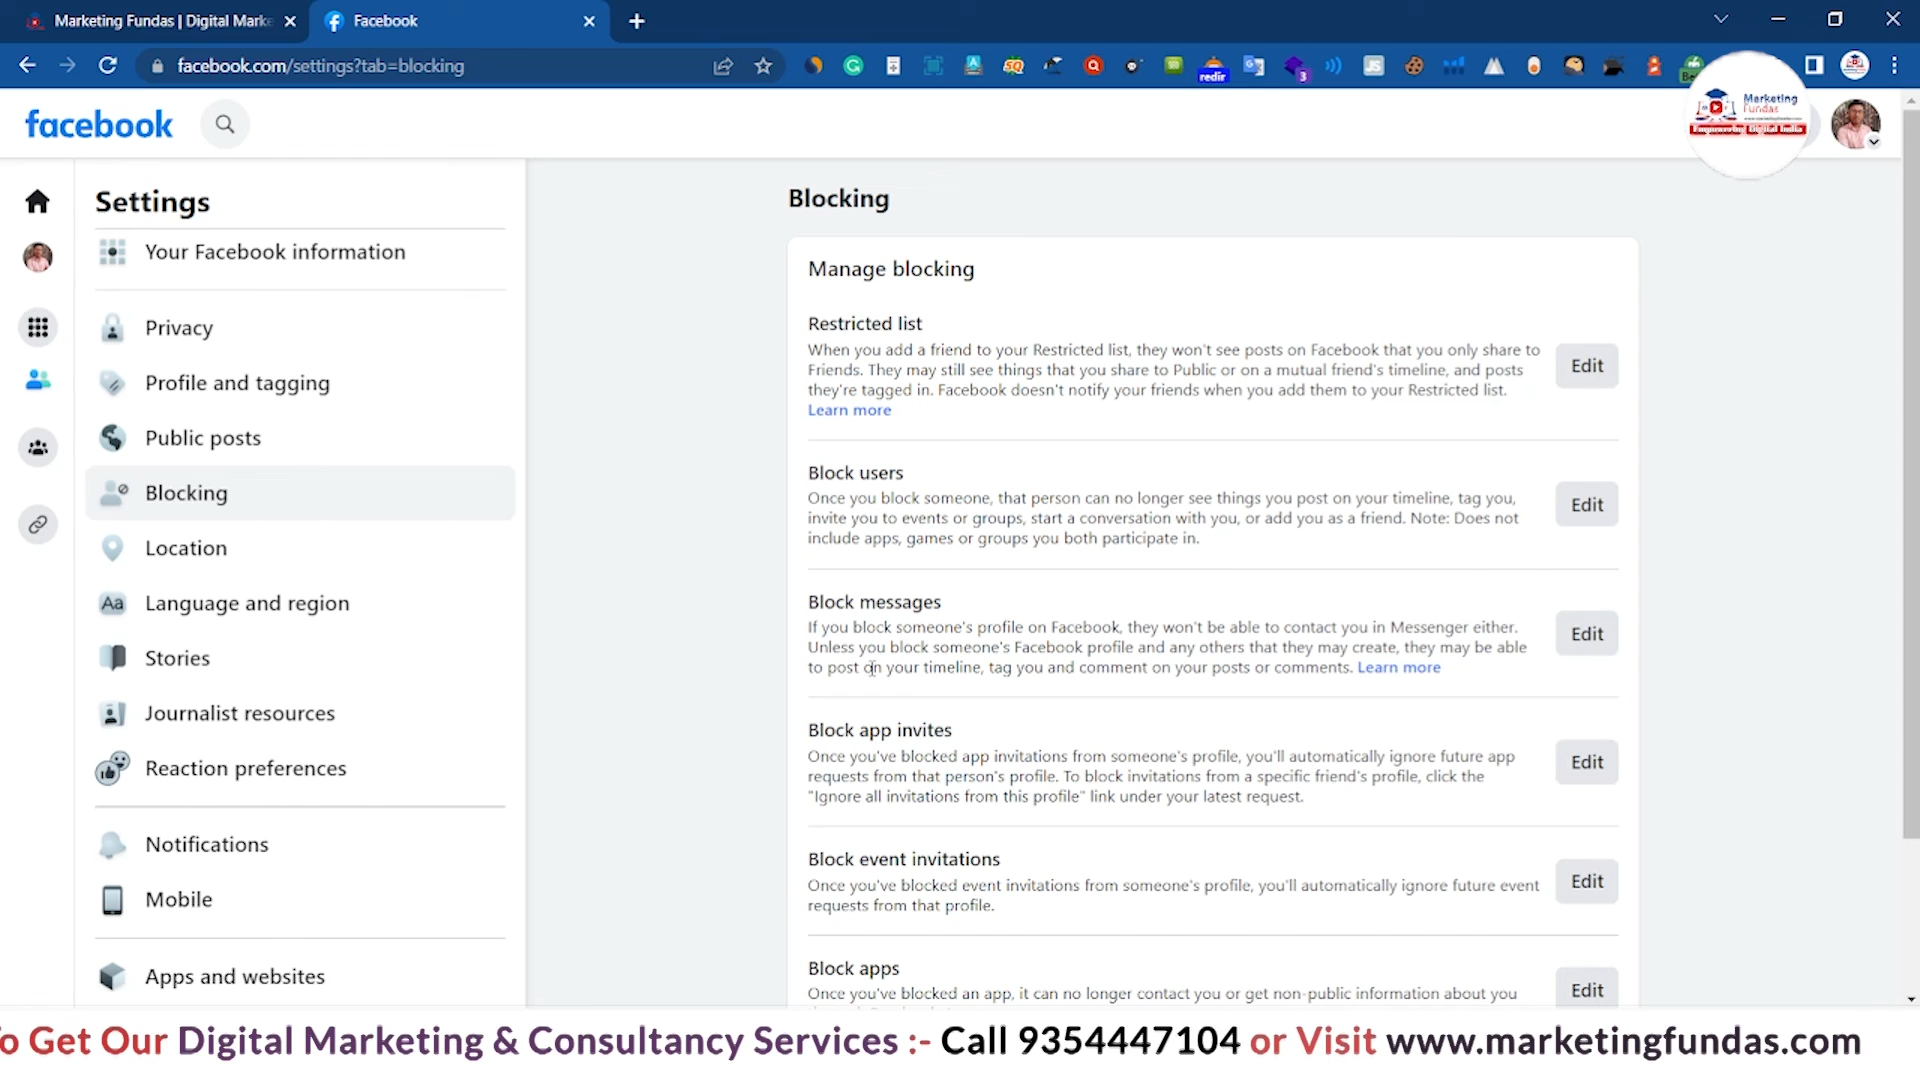 Marketing Fundas | Digital Marke
Facebook
facebook.com/settings?tab=blocking
redir
3
facebook
Marketing
Fundas
Empowering Digital India
Settings
Your Facebook information
Privacy
Profile and tagging
Public posts
Blocking
Location
Aa
Language and region
Stories
Journalist resources
Reaction preferences
Notifications
Mobile
Apps and websites
Blocking
Manage blocking
Restricted list
When you add a friend to your Restricted list, they won't see posts on Facebook that you only share to
Friends. They may still see things that you share to Public or on a mutual friend's timeline, and posts
they're tagged in. Facebook doesn't notify your friends when you add them to your Restricted list.
Learn more
Edit
Block users
Once you block someone, that person can no longer see things you post on your timeline, tag you,
invite you to events or groups, start a conversation with you, or add you as a friend. Note: Does not
include apps, games or groups you both participate in.
Edit
Block messages
If you block someone's profile on Facebook, they won't be able to contact you in Messenger either.
Unless you block someone's Facebook profile and any others that they may create, they may be able
to post on your timeline, tag you and comment on your posts or comments. Learn more
Edit
Block app invites
Once you've blocked app invitations from someone's profile, you'll automatically ignore future app
requests from that person's profile. To block invitations from a specific friend's profile, click the
"Ignore all invitations from this profile" link under your latest request.
Edit
Block event invitations
Once you've blocked event invitations from someone's profile, you'll automatically ignore future event
requests from that profile.
Edit
Block apps
Once you've blocked an app, it can no longer contact you or get non-public information about you
Edit
o Get Our Digital Marketing & Consultancy Services :- Call 9354447104 or Visit www.marketingfundas.com